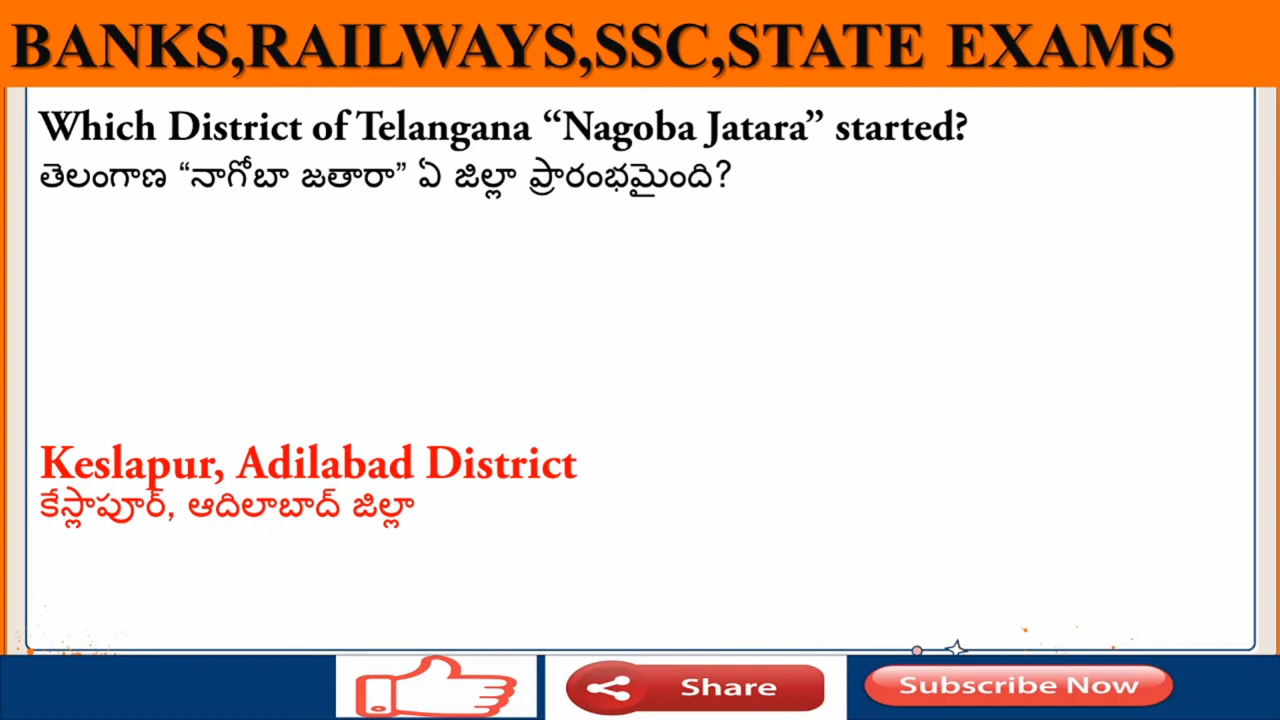 BANKS,RAILWAYS,SSC,STATE EXAMS
Which District of Telangana “Nagoba Jatara” started?
తెలంగాణ “నాగోబా జతారా” ఏ జిల్లా ప్రారంభమైంది?
Keslapur, Adilabad District
కేస్లాపూర్, ఆదిలాబాద్ జిల్లా
Share
Subscribe Now